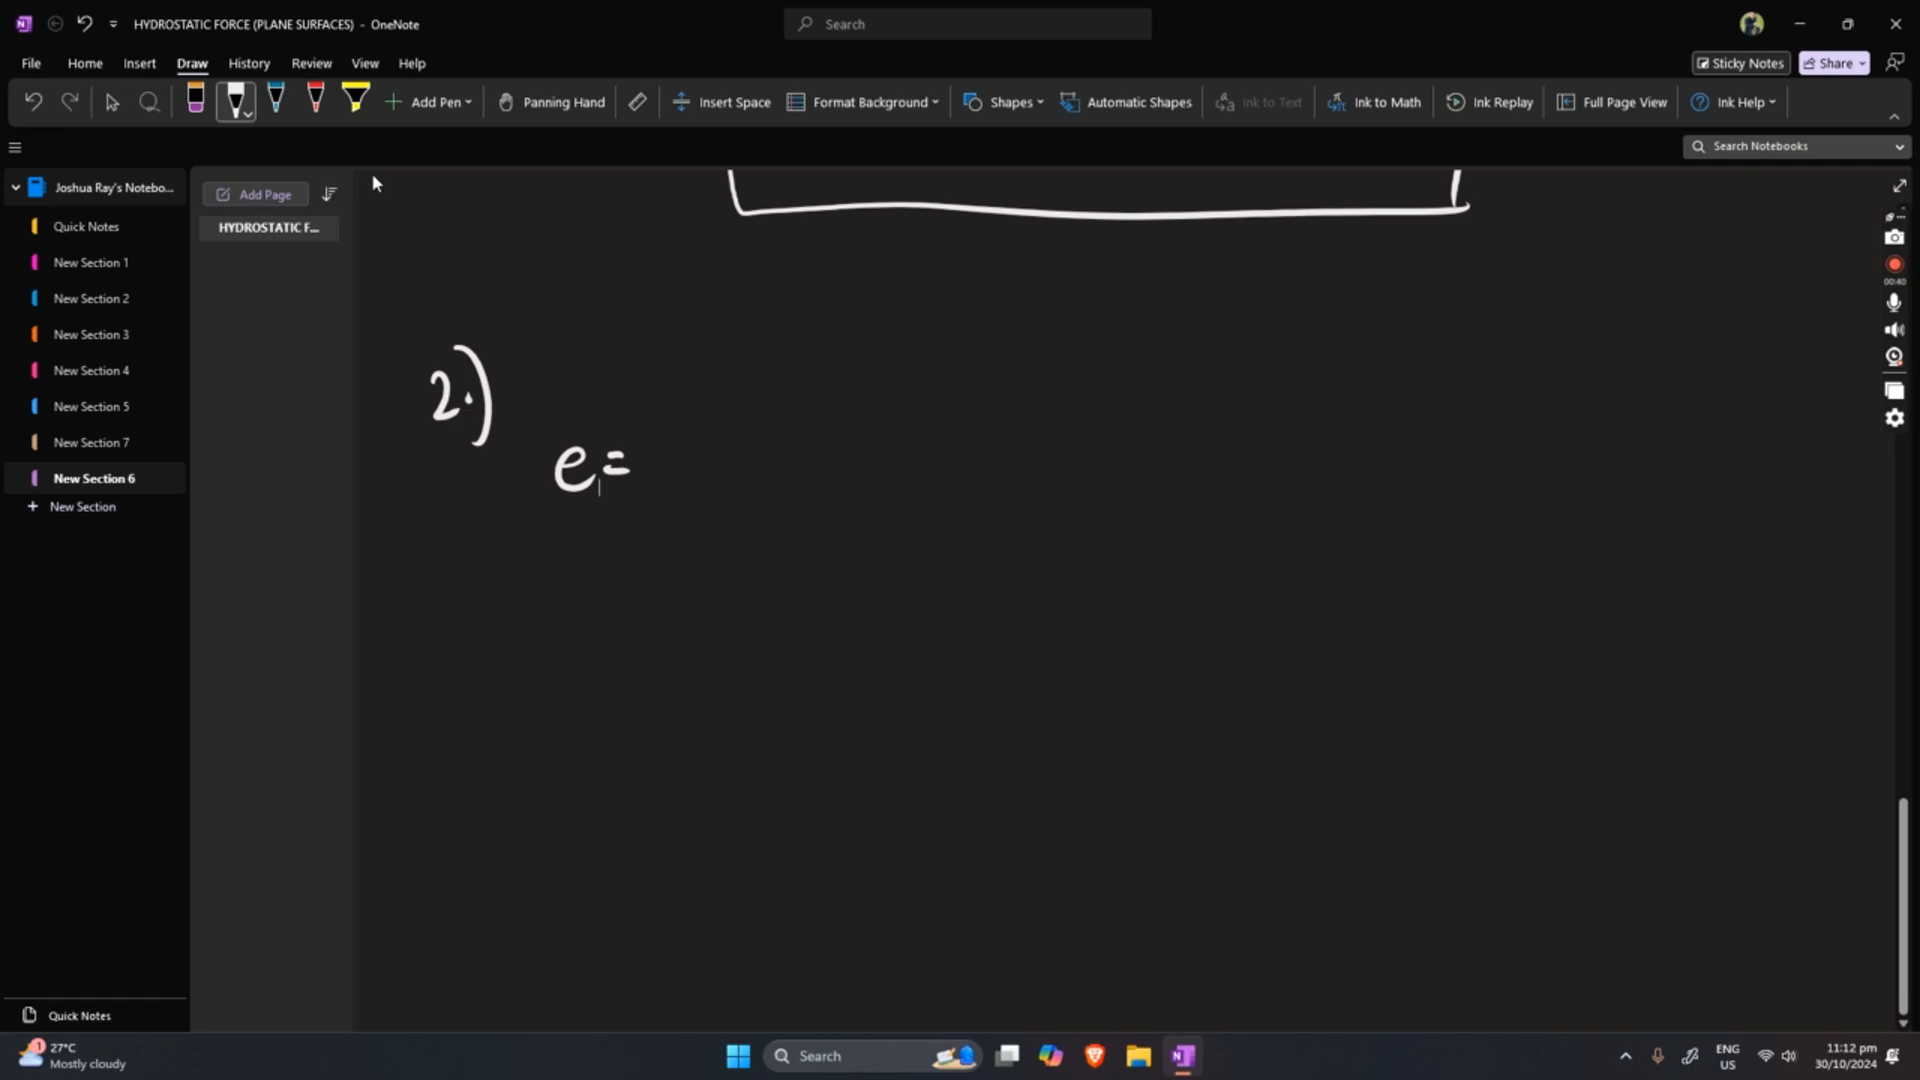 HYDROSTATIC FORCE (PLANE SURFACES) - OneNote
Search
File Home Insert Draw History Review View Help
Sticky Notes Share
Add Pen Panning Hand Insert Space Format Background Shapes Automatic Shapes Ink to Text Ink to Math Ink Replay Full Page View Ink Help
Search Notebooks
Joshua Ray's Notebo...
Add Page
Quick Notes
HYDROSTATIC F...
New Section 1
00:40
New Section 2
New Section 3
New Section 4
2.)
New Section 5
New Section 7
e =
New Section 6
New Section
Quick Notes
1
27°C
Mostly cloudy
Search
ENG
US
11:12 pm
30/10/2024